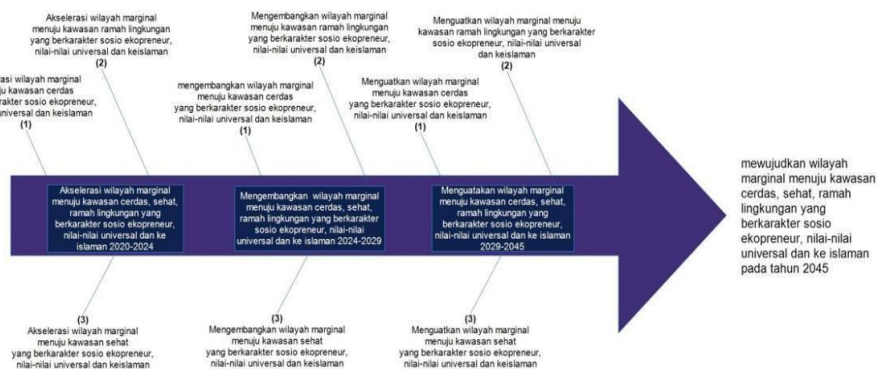 Akselerasi wilayah marginal
menuju kawasan ramah lingkungan
yang berkarakter sosio ekopreneur,
nilai-nilai universal dan keislaman
(2)
Mengembangkan wilayah marginal
menuju kawasan ramah lingkungan
yang berkarakter sosio ekopreneur,
nilai-nilai universal dan keislaman
(2)
Menguatkan wilayah marginal menuju
kawasan ramah lingkungan yang berkarakter
sosio ekopreneur, nilai-nilai universal
dan keislaman
(2)
wilayah marginal
kawasan cerdas
sosio ekopreneur,
universal dan keislaman
(1)
mengembangkan wilayah marginal
menuju kawasan cerdas
yang berkarakter sosio ekopreneur,
nilai-nilai universal dan keislaman
(1)
Menguatkan wilayah marginal
menuju kawasan cerdas
yang berkarakter sosio ekopreneur,
nilai-nilai universal dan keislaman
(1)
Akselerasi wilayah marginal
menuju kawasan cerdas, sehat,
ramah lingkungan yang
berkarakter sosio ekopreneur,
nilai-nilai universal dan ke
islaman 2020-2024
Mengembangkan wilayah marginal
menuju kawasan cerdas, sehat,
ramah lingkungan yang berkarakter
sosio ekopreneur, nilai-nilai
universal dan ke islaman 2024-2029
Menguatakan wilayah marginal
menuju kawasan cerdas, sehat,
ramah lingkungan yang
berkarakter sosio ekopreneur,
nilai-nilai universal dan ke islaman
2029-2045
mewujudkan wilayah
marginal menuju kawasan
cerdas, sehat, ramah
lingkungan yang
berkarakter sosio
ekopreneur, nilai-nilai
universal dan ke islaman
pada tahun 2045
(3)
Akselerasi wilayah marginal
menuju kawasan sehat
yang berkarakter sosio ekopreneur,
nilai-nilai universal dan keislaman
(3)
Mengembangkan wilayah marginal
menuju kawasan sehat
yang berkarakter sosio ekopreneur,
nilai-nilai universal dan keislaman
(3)
Menguatkan wilayah marginal
menuju kawasan sehat
yang berkarakter sosio ekopreneur,
nilai-nilai universal dan keislaman